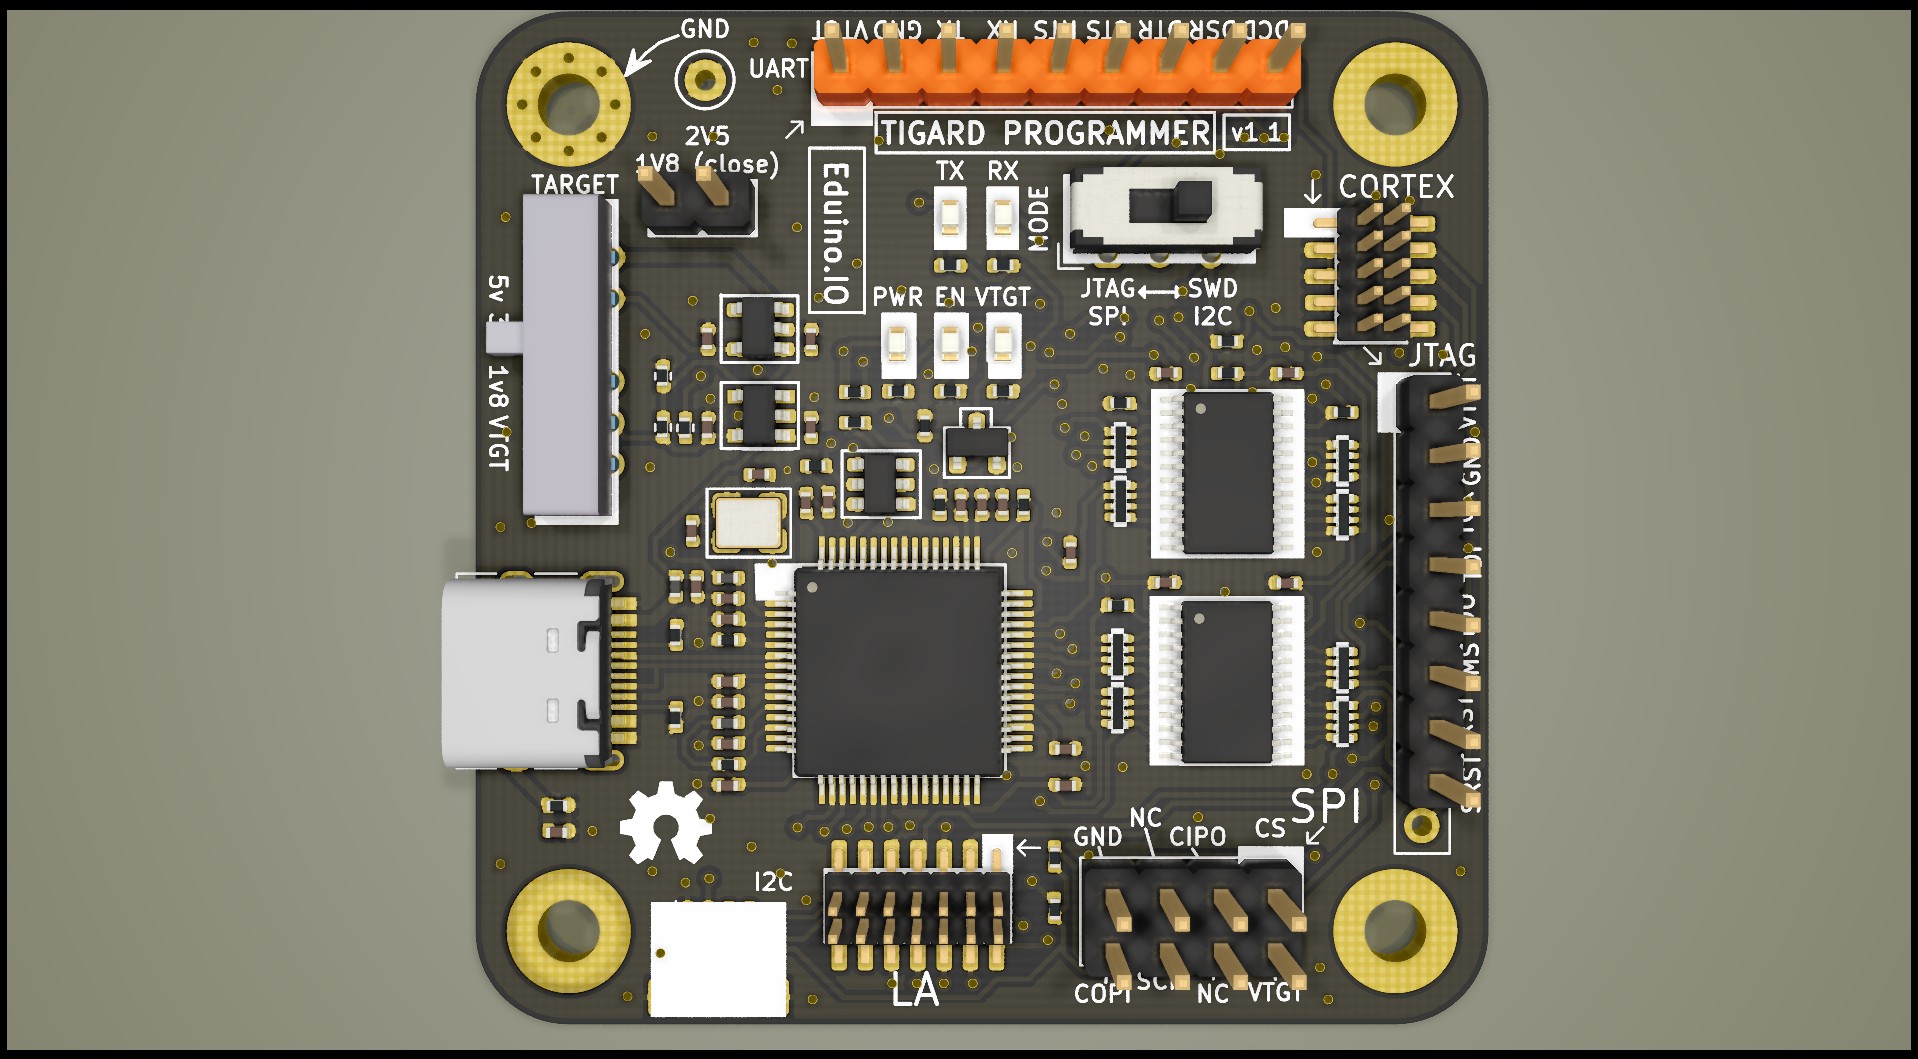 GND
UART
2V5
1V8 (close)
TIGARD PROGRAMMER
v1.1
TARGET
Eduino.IO
TX RX
MODE
CORTEX
JTAG
SPI
SWD
I2C
5v
1V8 VTGT
PWR EN VTGT
JTAG
SPI
NC
GND
CIPO
CS
I2C
LA
COPI
NC
VTGT